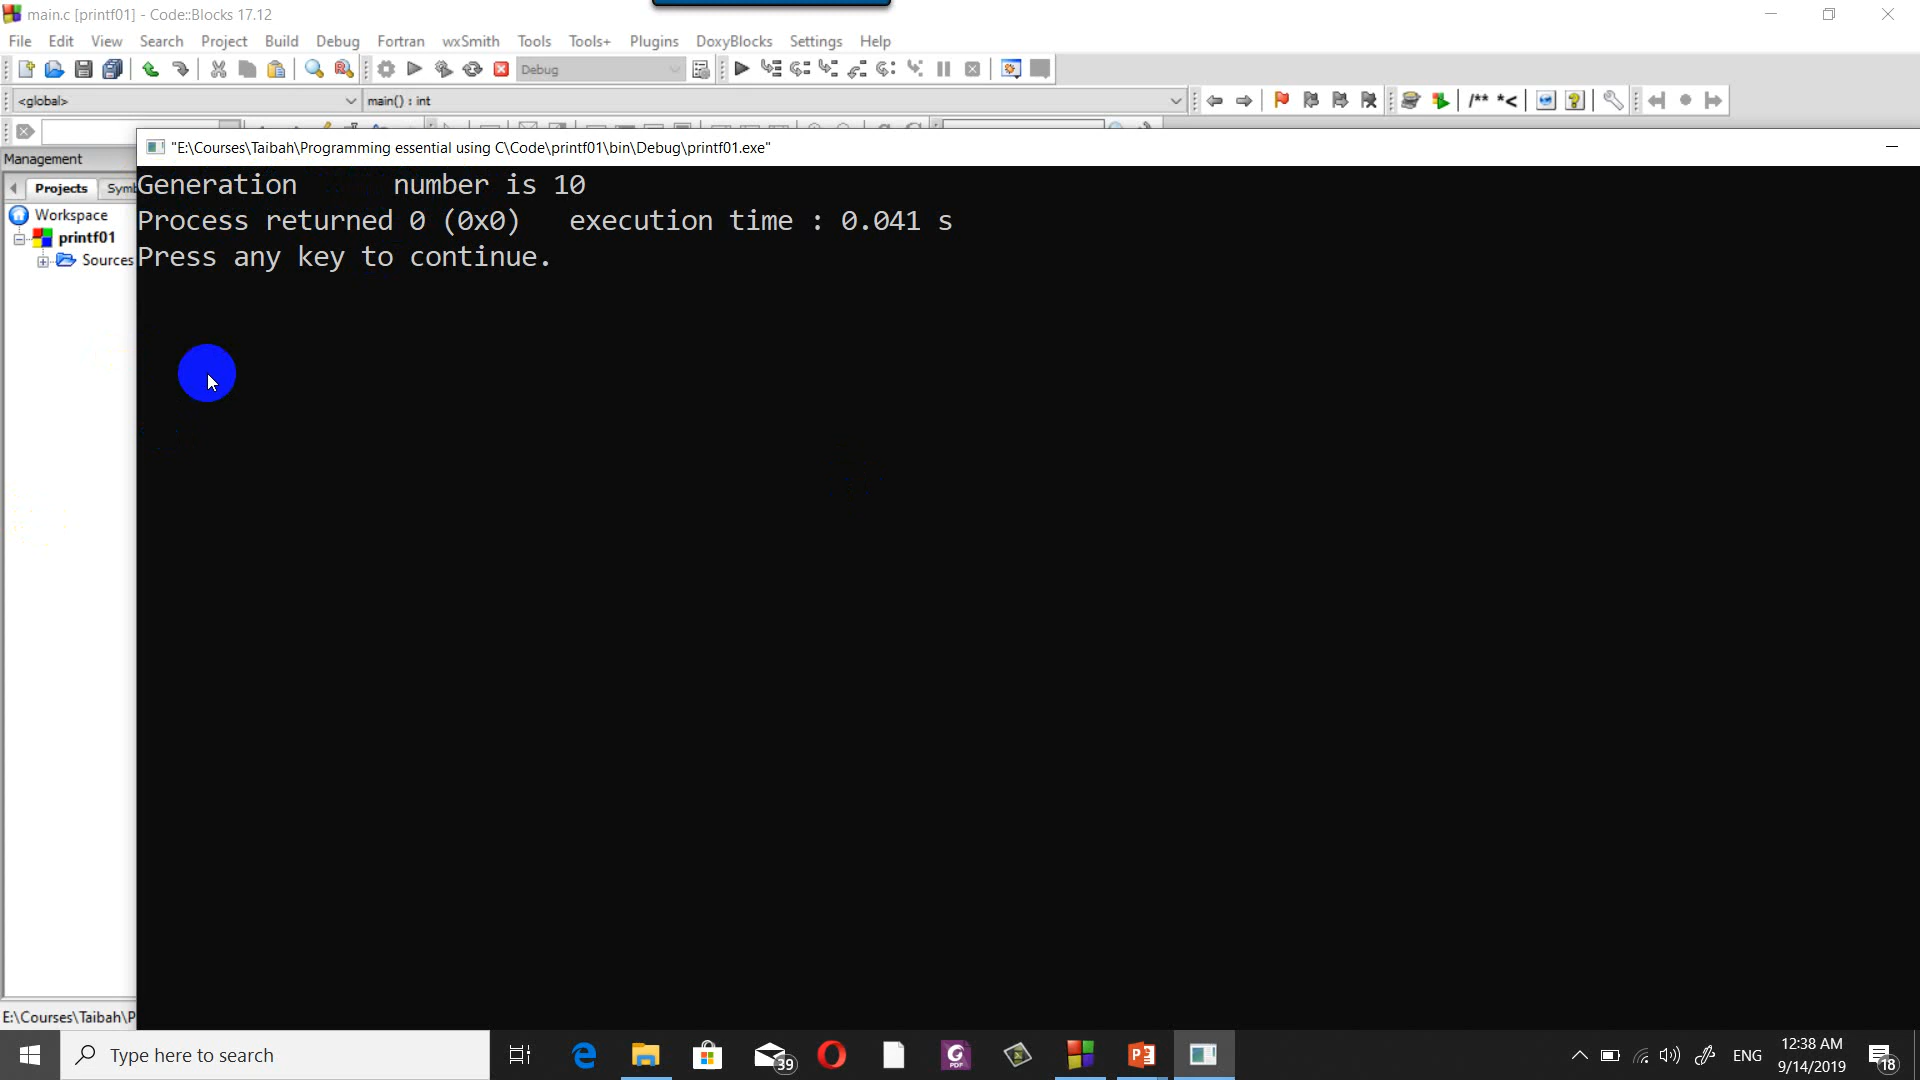 main.c [printf01] - Code::Blocks 17.12
File Edit View Search Project Build Debug Fortran wxSmith Tools Tools+ Plugins DoxyBlocks Settings Help
Debug
<global> main() : int /** *<
"E:\Courses\Taibah\Programming essential using C\Code\printf01\bin\Debug\printf01.exe"
Management
Projects Symb
Workspace
printf01
Sources
Generation      number is 10
Process returned 0 (0x0)   execution time : 0.041 s
Press any key to continue.
E:\Courses\Taibah\P
Type here to search
39
PDF
ENG
12:38 AM
9/14/2019
18